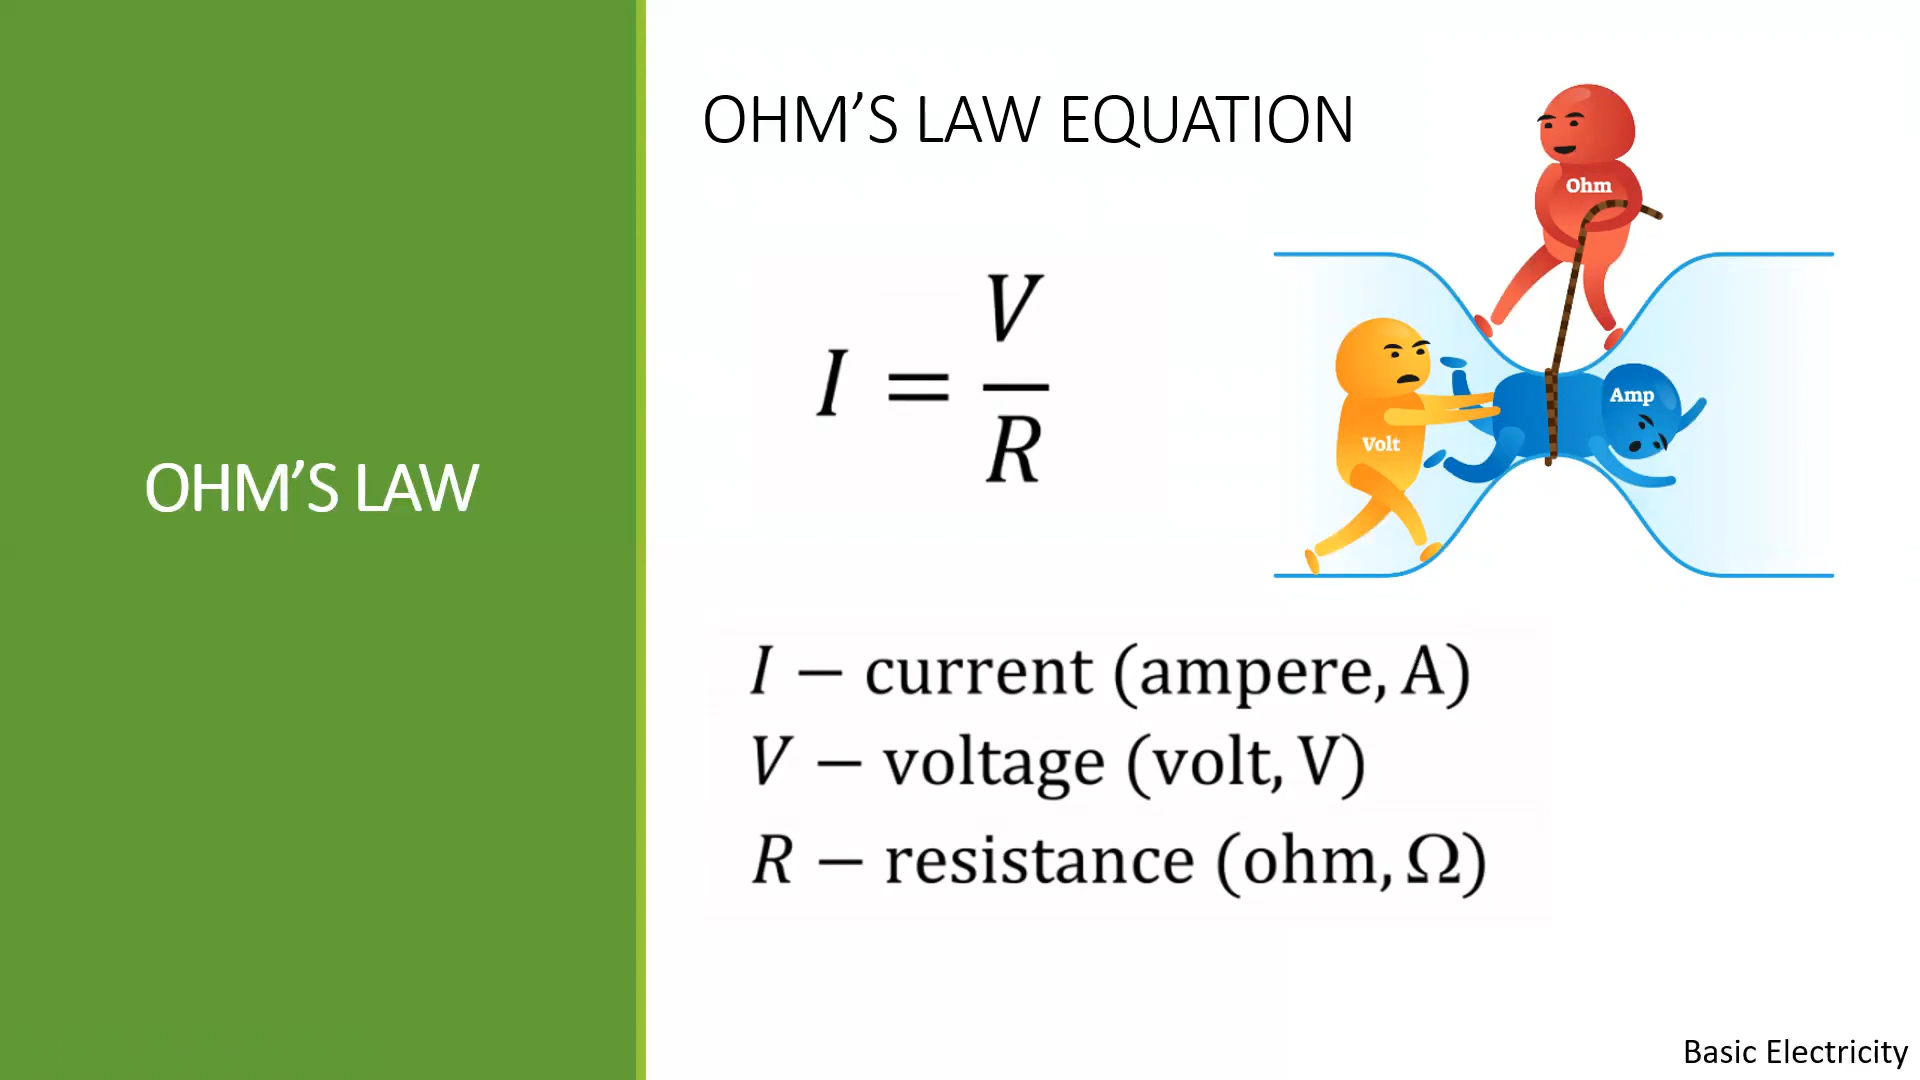 OHM’S LAW
OHM’S LAW EQUATION
I = V/R
Ohm
Amp
Volt
I − current (ampere, A)
V − voltage (volt, V)
R − resistance (ohm, Ω)
Basic Electricity